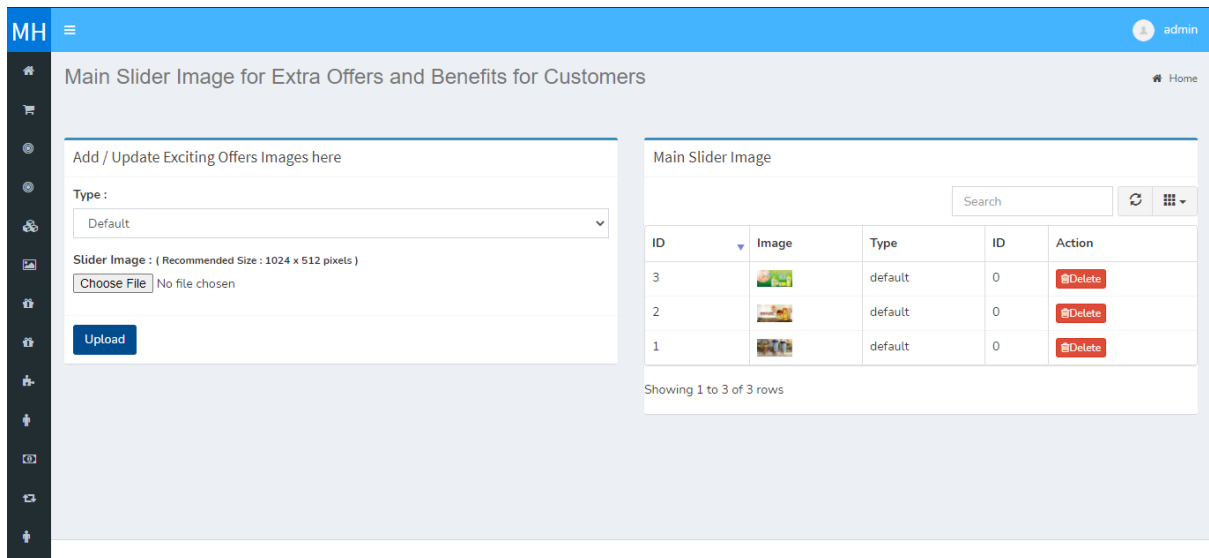 MH
admin
Main Slider Image for Extra Offers and Benefits for Customers
Home
Add / Update Exciting Offers Images here
Type :
Default
Slider Image : ( Recommended Size : 1024 x 512 pixels )
Choose File No file chosen
Upload
Main Slider Image
Search
ID Image Type ID Action
3 default 0 Delete
2 default 0 Delete
1 default 0 Delete
Showing 1 to 3 of 3 rows